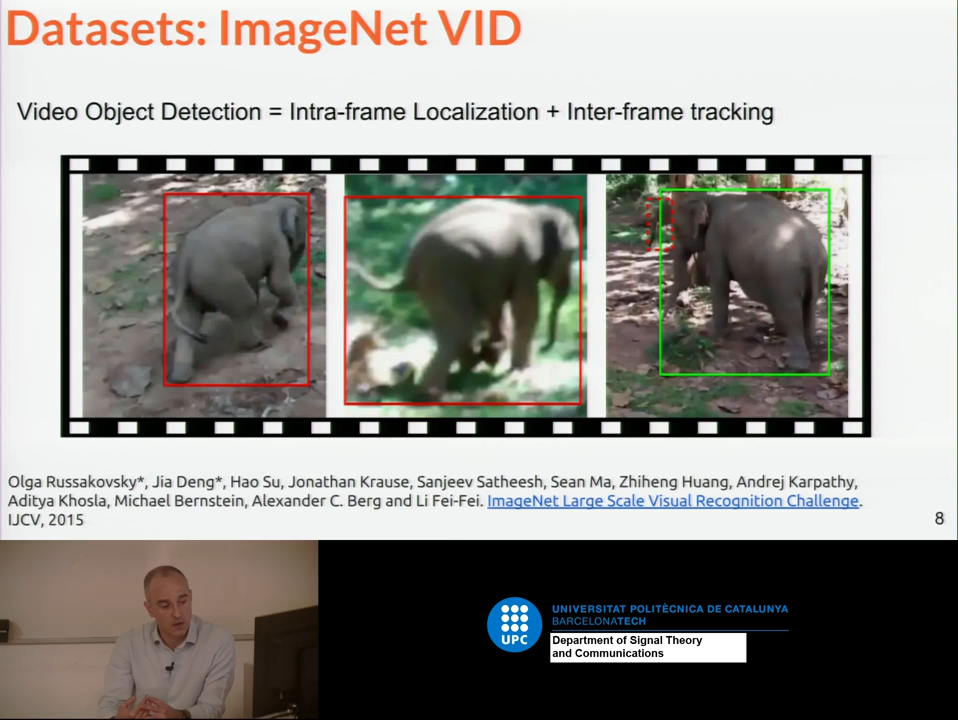 Datasets: ImageNet VID
Video Object Detection = Intra-frame Localization + Inter-frame tracking
Olga Russakovsky*, Jia Deng*, Hao Su, Jonathan Krause, Sanjeev Satheesh, Sean Ma, Zhiheng Huang, Andrej Karpathy,
Aditya Khosla, Michael Bernstein, Alexander C. Berg and Li Fei-Fei. ImageNet Large Scale Visual Recognition Challenge.
IJCV, 2015
8
UPC
UNIVERSITAT POLITÈCNICA DE CATALUNYA
BARCELONATECH
Department of Signal Theory
and Communications